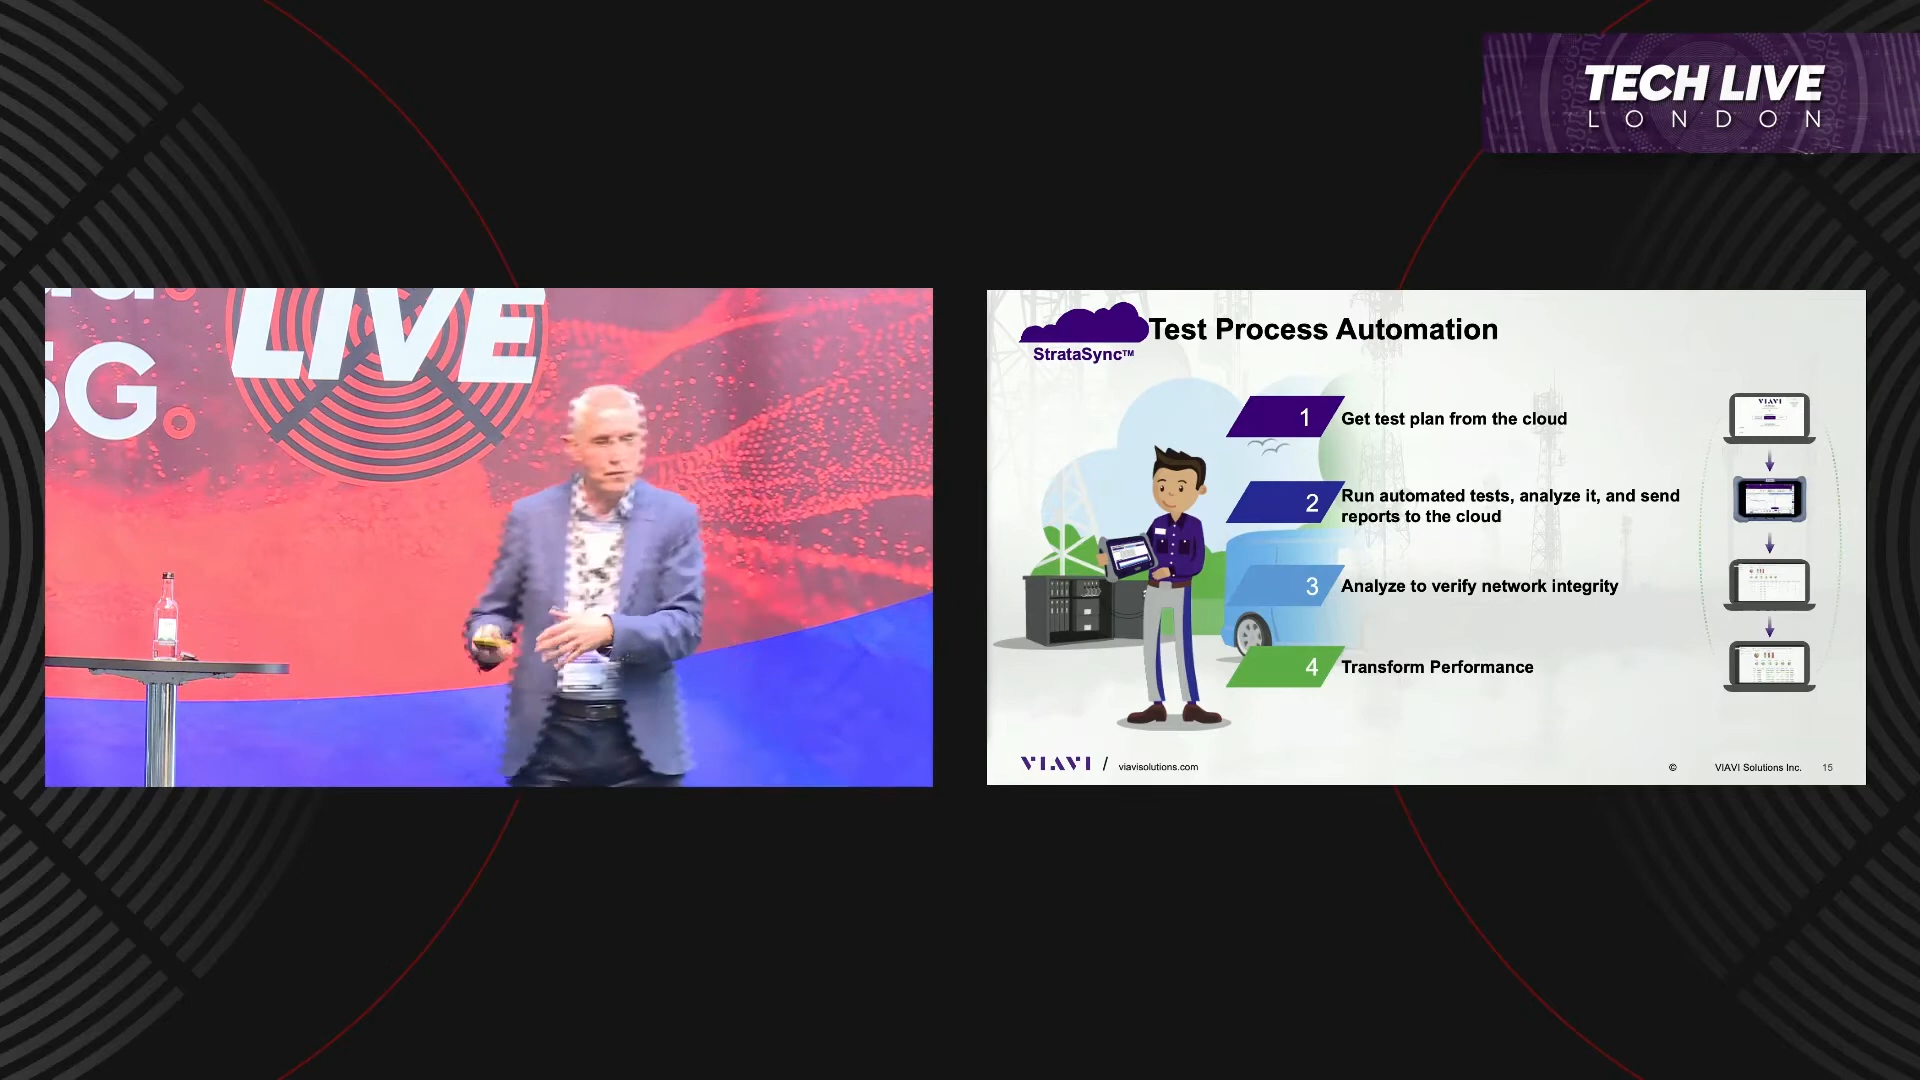 TECH LIVE
LONDON
LIVE
5G.
StrataSync™
Test Process Automation
1
Get test plan from the cloud
2
Run automated tests, analyze it, and send
reports to the cloud
3
Analyze to verify network integrity
4
Transform Performance
VIAVI
VIAVI / viavisolutions.com
© VIAVI Solutions Inc. 15